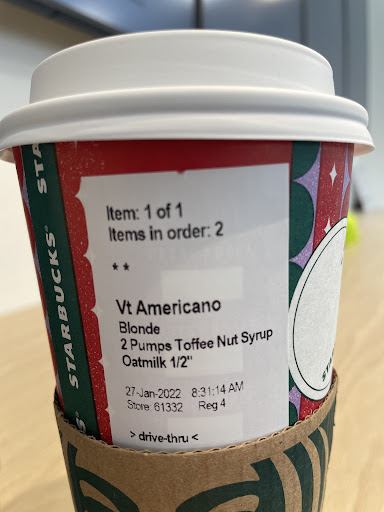 STARBUCKS®
STA
Item: 1 of 1
Items in order: 2
* *
Vt Americano
Blonde
2 Pumps Toffee Nut Syrup
Oatmilk 1/2"
27-Jan-2022 8:31:14 AM
Store: 61332 Reg 4
> drive-thru <